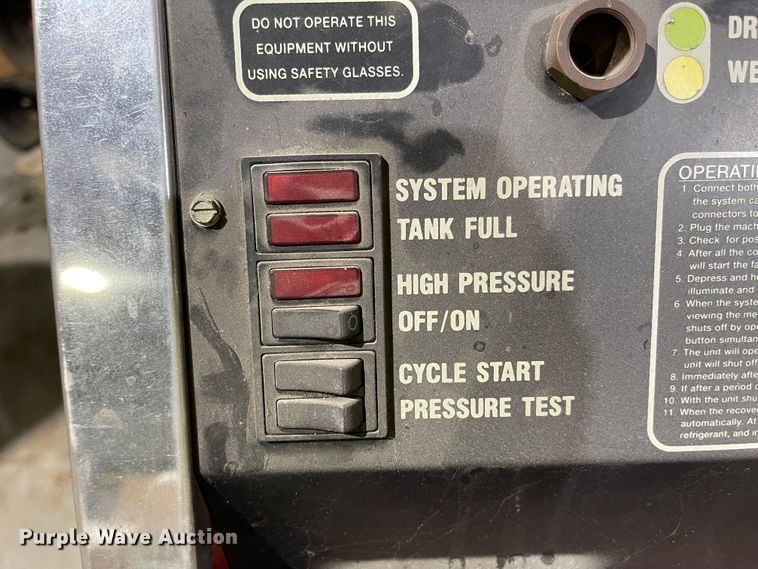 DO NOT OPERATE THIS
EQUIPMENT WITHOUT
USING SAFETY GLASSES.
DR
WE
SYSTEM OPERATING
TANK FULL
HIGH PRESSURE
OFF/ON
CYCLE START
PRESSURE TEST
OPERATI
1. Connect both
the system ca
connectors to
2. Plug the mach
3. Check for pos
4. After all the co
will start the fa
5. Depress and ho
illuminate and
6 When the syste
viewing the me
shuts off by ope
button simultan
7. The unit will ope
unit will shut off
8. Immediately afte
9. If after a period o
10. With the unit shu
11. When the recove
automatically. At
refrigerant, and in
Purple Wave Auction